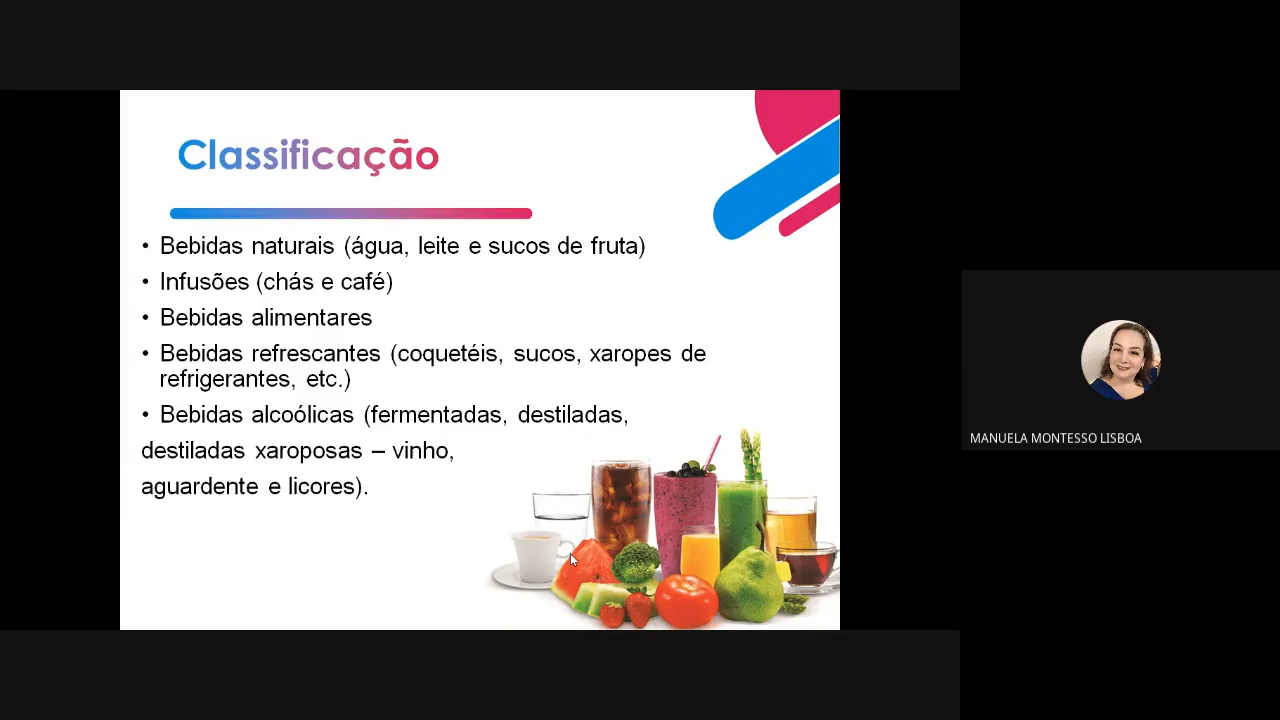 Classificação
• Bebidas naturais (água, leite e sucos de fruta)
• Infusões (chás e café)
• Bebidas alimentares
• Bebidas refrescantes (coquetéis, sucos, xaropes de
refrigerantes, etc.)
• Bebidas alcoólicas (fermentadas, destiladas,
destiladas xaroposas – vinho,
aguardente e licores).
MANUELA MONTESSO LISBOA